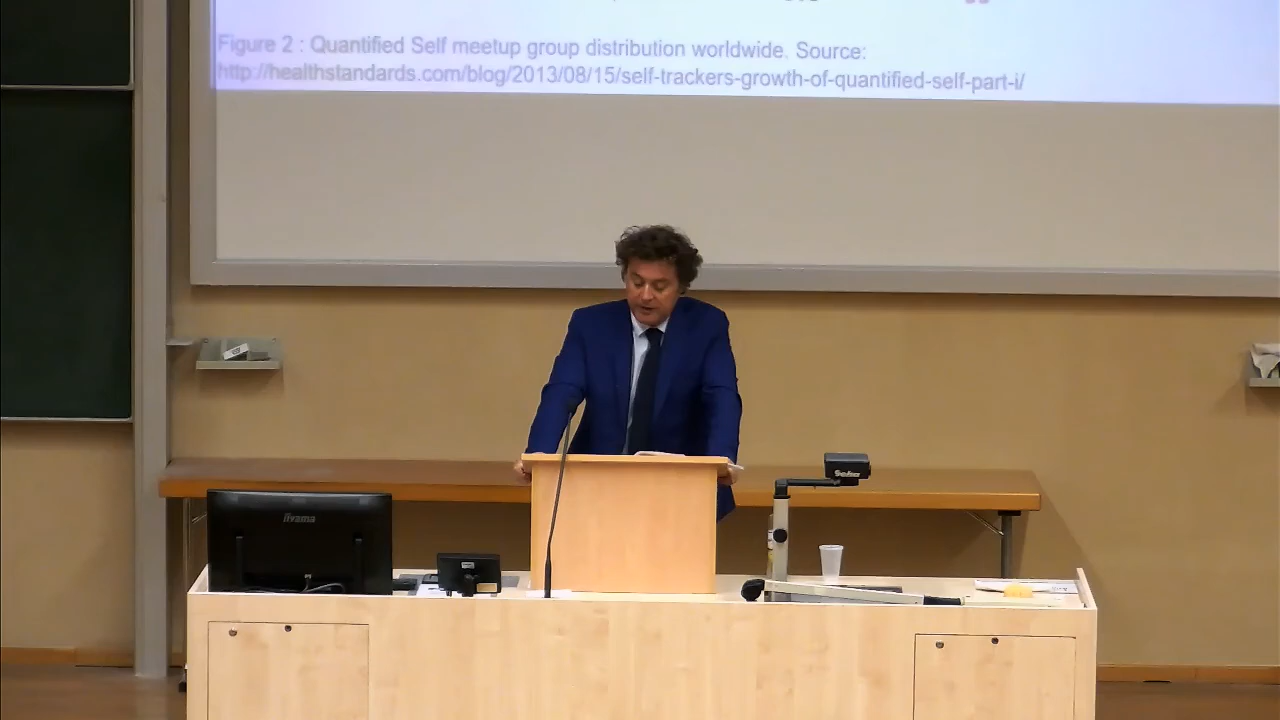 Figure 2 : Quantified Self meetup group distribution worldwide. Source:
http://healthstandards.com/blog/2013/08/15/self-trackers-growth-of-quantified-self-part-i/
iiyama